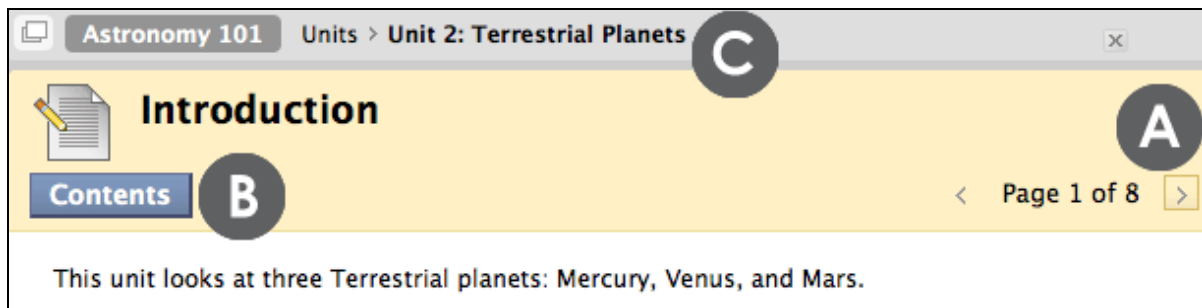 Astronomy 101 Units > Unit 2: Terrestrial Planets C
Introduction A
Contents B < Page 1 of 8 >
This unit looks at three Terrestrial planets: Mercury, Venus, and Mars.